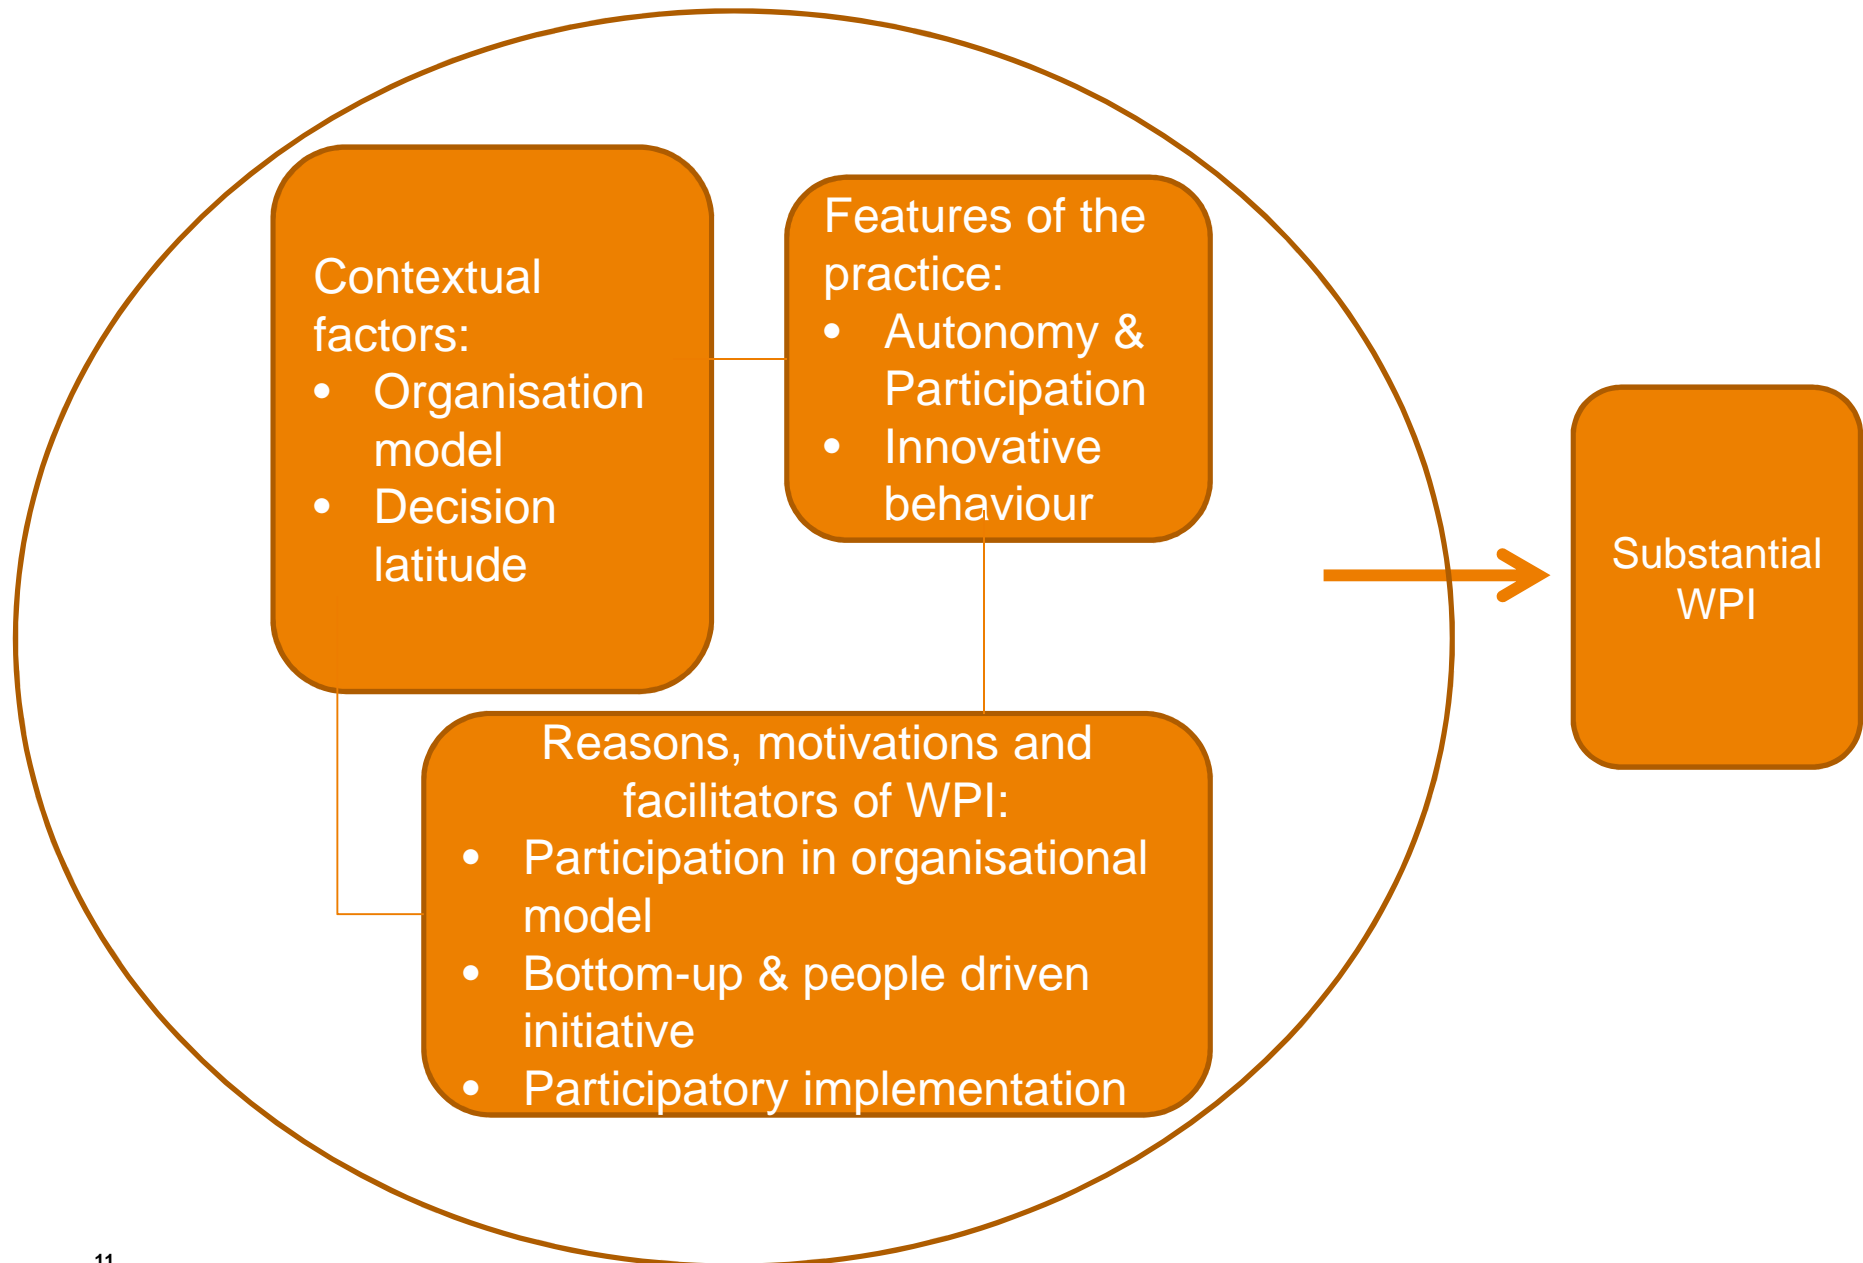 Contextual
factors:
• Organisation
model
• Decision
latitude
Features of the
practice:
• Autonomy &
Participation
• Innovative
behaviour
Reasons, motivations and
facilitators of WPI:
• Participation in organisational
model
• Bottom-up & people driven
initiative
• Participatory implementation
Substantial
WPI
11